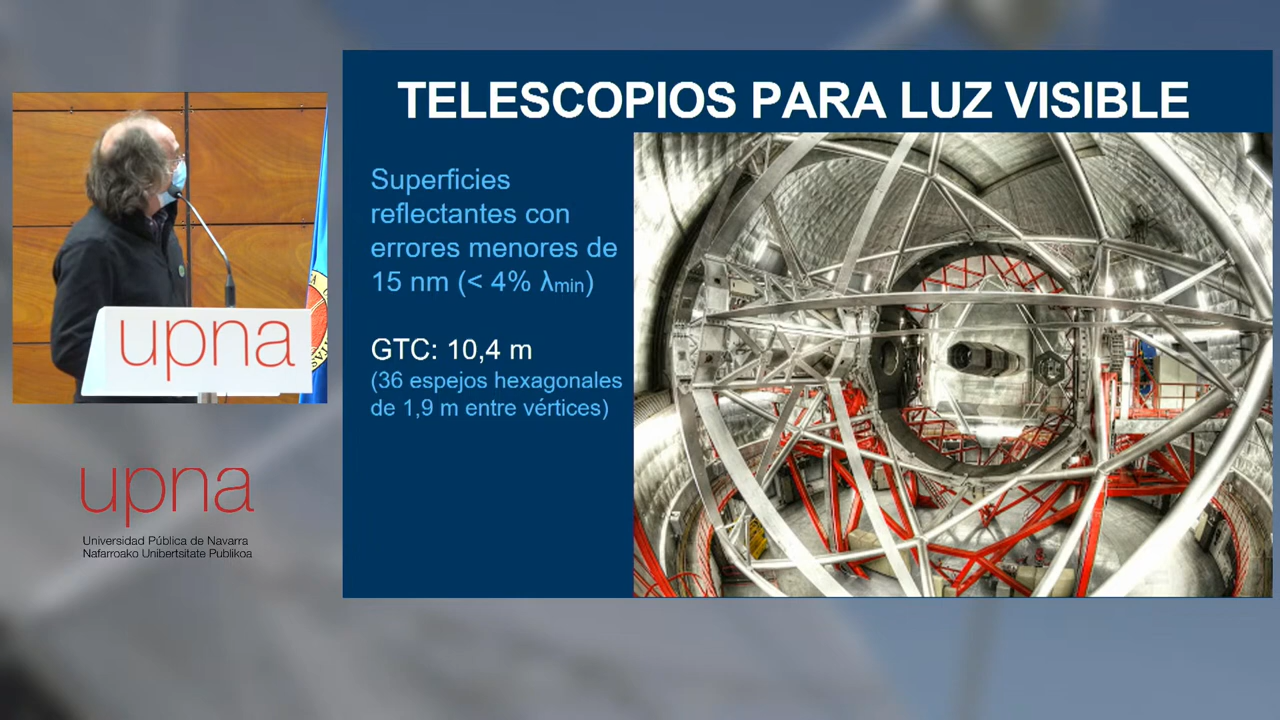 TELESCOPIOS PARA LUZ VISIBLE
Superficies
reflectantes con
errores menores de
15 nm (< 4% λmin)
GTC: 10,4 m
(36 espejos hexagonales
de 1,9 m entre vértices)
upna
upna
Universidad Pública de Navarra
Nafarroako Unibertsitate Publikoa